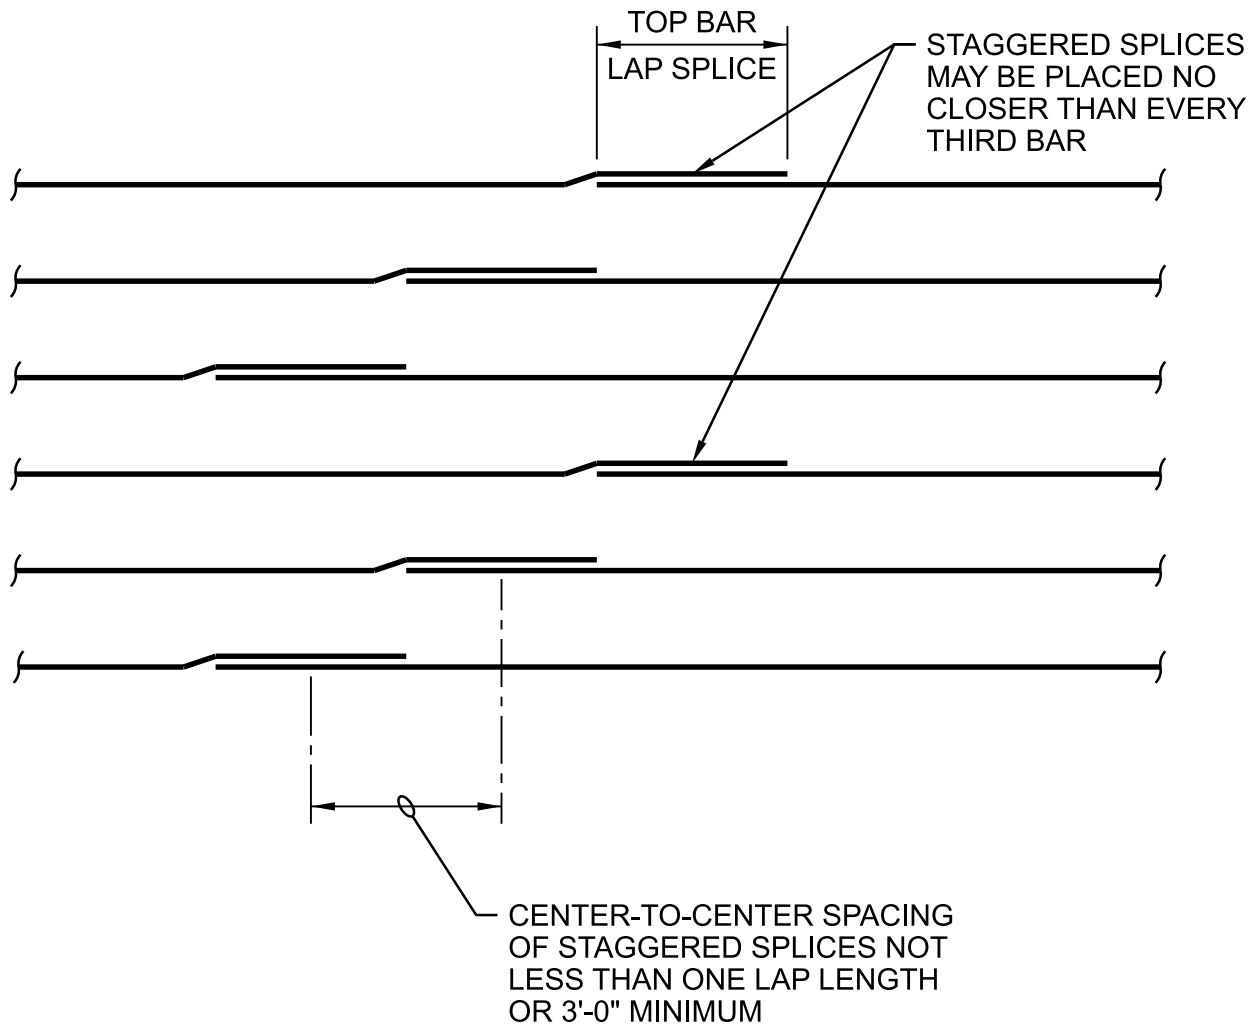 TOP BAR
LAP SPLICE
STAGGERED SPLICES
MAY BE PLACED NO
CLOSER THAN EVERY
THIRD BAR
CENTER-TO-CENTER SPACING
OF STAGGERED SPLICES NOT
LESS THAN ONE LAP LENGTH
OR 3'-0" MINIMUM